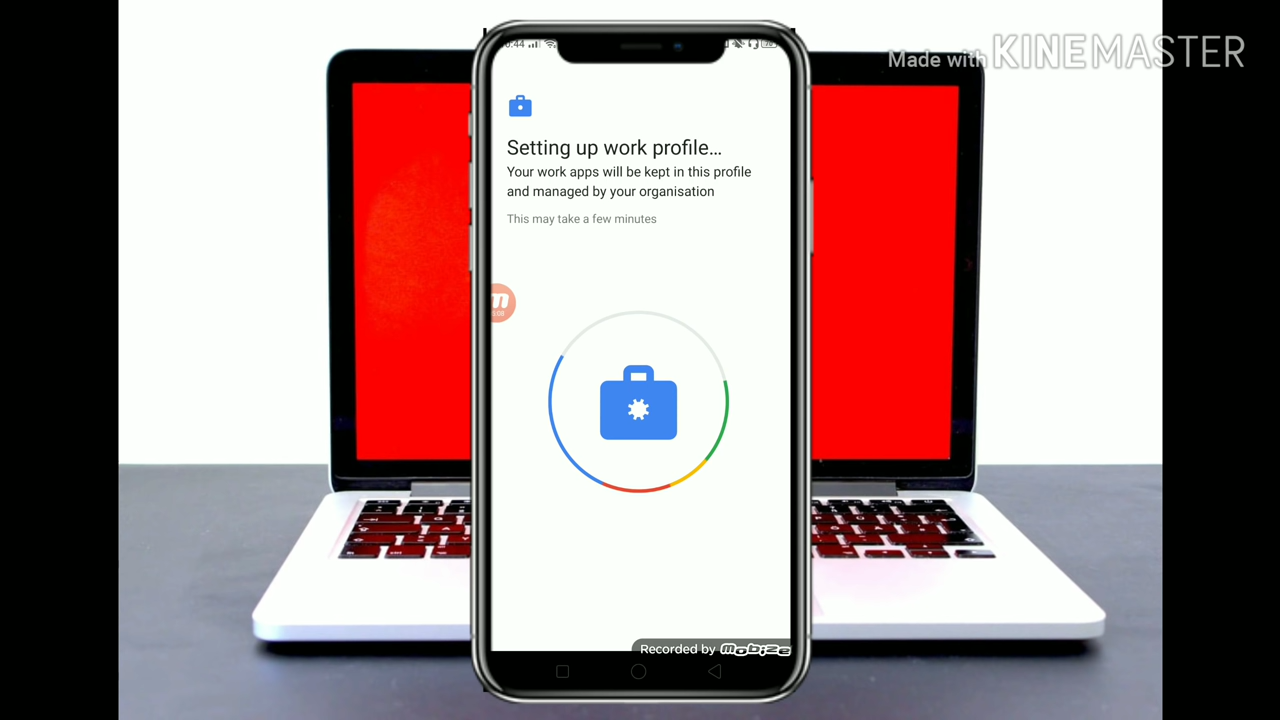 Made with KINEMASTER
Setting up work profile...
Your work apps will be kept in this profile
and managed by your organisation
This may take a few minutes
Recorded by mobizen